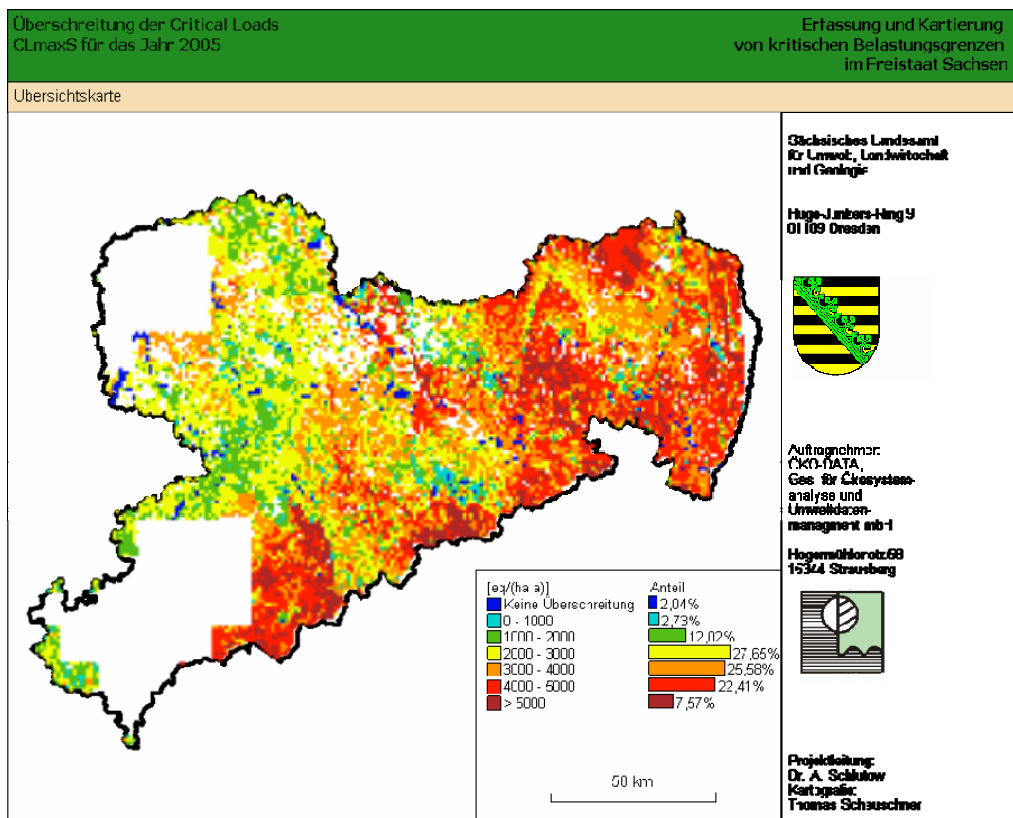 Überschreitung der Critical Loads
CLmaxS für das Jahr 2005
Erfassung und Kartierung
von kritischen Belastungsgrenzen
im Freistaat Sachsen
Übersichtskarte
Sächsisches Landesamt
für Umwelt, Landwirtschaft
und Geologie
Hugo-Junkers-Ring 9
01109 Dresden
Auftragnehmer:
ÖKO-DATA,
Ges. für Ökosystem-
analyse und
Umweltdaten-
managment mbH
15344 Strausberg
[eq/(ha a)]
Anteil
Keine Überschreitung
2,04%
0 - 1000
2,73%
1000 - 2000
12,02%
2000 - 3000
27,65%
3000 - 4000
25,58%
4000 - 5000
22,41%
> 5000
7,57%
50 km
Projektleitung:
Dr. A. Schlutow
Kartografie:
Thomas Scheuschner